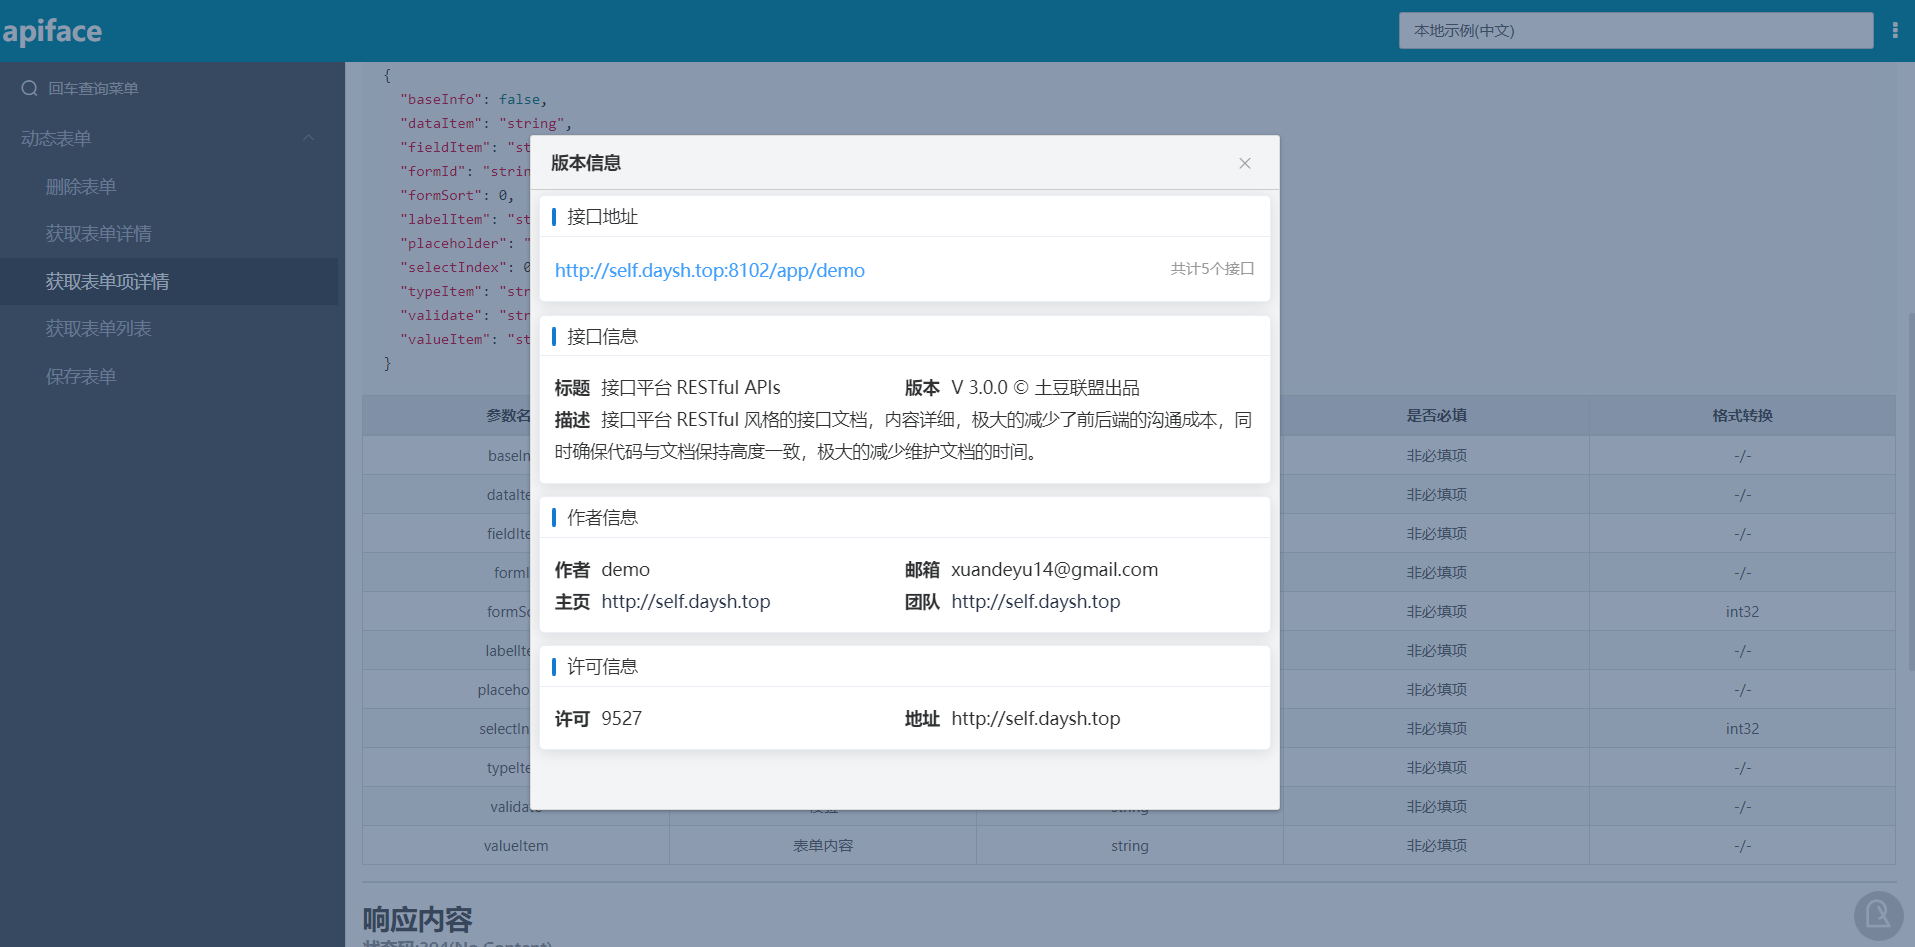 apiface
本地示例(中文)
回车查询菜单
动态表单
删除表单
获取表单详情
获取表单项详情
获取表单列表
保存表单
{
"baseInfo": false,
"dataItem": "string",
"fieldItem": "st
"formId": "strin
"formSort": 0,
"labelItem": "st
"placeholder": "
"selectIndex": 0
"typeItem": "str
"validate": "str
"valueItem": "st
}
版本信息
接口地址
http://self.daysh.top:8102/app/demo 共计5个接口
接口信息
标题 接口平台 RESTful APIs 版本 V 3.0.0 © 土豆联盟出品
描述 接口平台 RESTful 风格的接口文档，内容详细，极大的减少了前后端的沟通成本，同
时确保代码与文档保持高度一致，极大的减少维护文档的时间。
作者信息
作者 demo 邮箱 xuandeyu14@gmail.com
主页 http://self.daysh.top 团队 http://self.daysh.top
许可信息
许可 9527 地址 http://self.daysh.top
参数名 是否必填 格式转换
baseIn 非必填项 -/-
dataIte 非必填项 -/-
fieldIte 非必填项 -/-
formI 非必填项 -/-
formSo 非必填项 int32
labelIte 非必填项 -/-
placeho 非必填项 -/-
selectIn 非必填项 int32
typeIte 非必填项 -/-
validate string 非必填项 -/-
valueItem 表单内容 string 非必填项 -/-
响应内容
状态码:204(No Content)